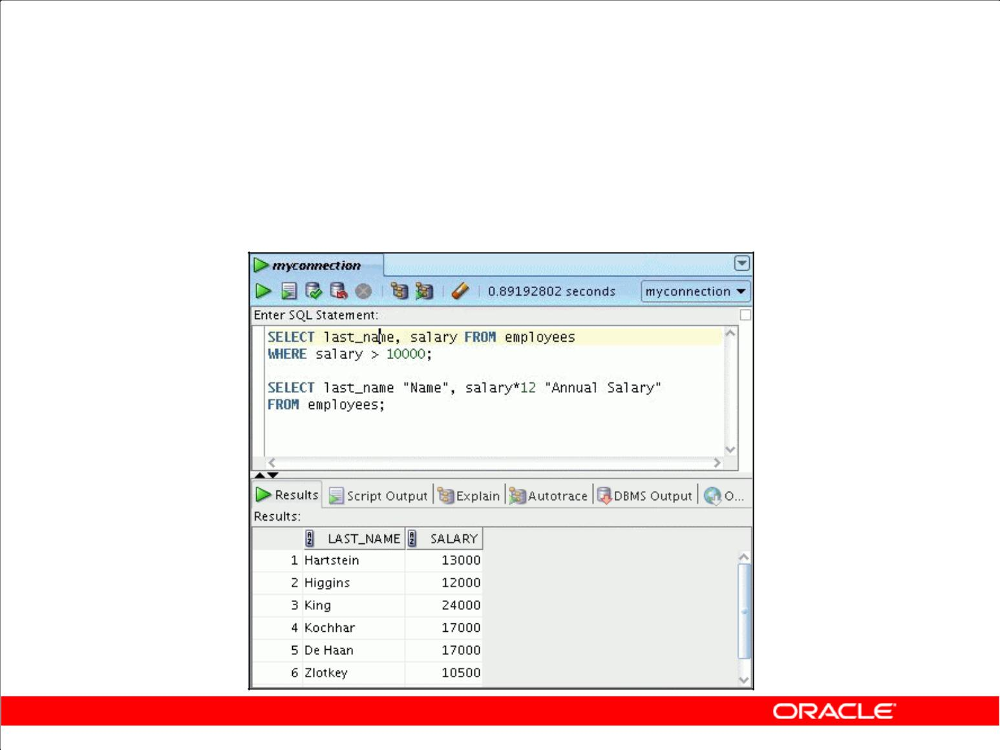 myconnection
0.89192802 seconds
myconnection
Enter SQL Statement:
SELECT last_name, salary FROM employees
WHERE salary > 10000;
SELECT last_name "Name", salary*12 "Annual Salary"
FROM employees;
Results
Script Output
Explain
Autotrace
DBMS Output
O...
Results:
LAST_NAME SALARY
1 Hartstein 13000
2 Higgins 12000
3 King 24000
4 Kochhar 17000
5 De Haan 17000
6 Zlotkey 10500
ORACLE